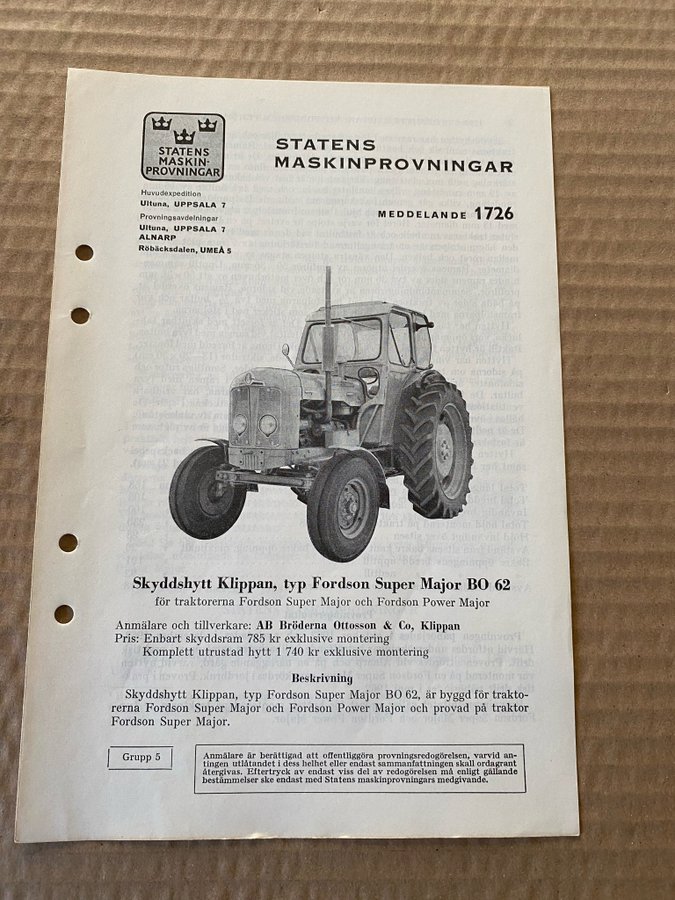 STATENS
MASKIN-
PROVNINGAR
STATENS
MASKINPROVNINGAR
Huvudexpedition
Ultuna, UPPSALA 7
Provningsavdelningar
Ultuna, UPPSALA 7
ALNARP
Röbäcksdalen, UMEÅ 5
MEDDELANDE 1726
Skyddshytt Klippan, typ Fordson Super Major BO 62
för traktorerna Fordson Super Major och Fordson Power Major
Anmälare och tillverkare: AB Bröderna Ottosson & Co, Klippan
Pris: Enbart skyddsram 785 kr exklusive montering
Komplett utrustad hytt 1 740 kr exklusive montering
Beskrivning
Skyddshytt Klippan, typ Fordson Super Major BO 62, är byggd för trakto-
rerna Fordson Super Major och Fordson Power Major och provad på traktor
Fordson Super Major.
Grupp 5
Anmälare är berättigad att offentliggöra provningsredogörelsen, varvid an-
tingen utlåtandet i dess helhet eller endast sammanfattningen skall ordagrant
återgivas. Eftertryck av endast viss del av redogörelsen må enligt gällande
bestämmelser ske endast med Statens maskinprovningars medgivande.